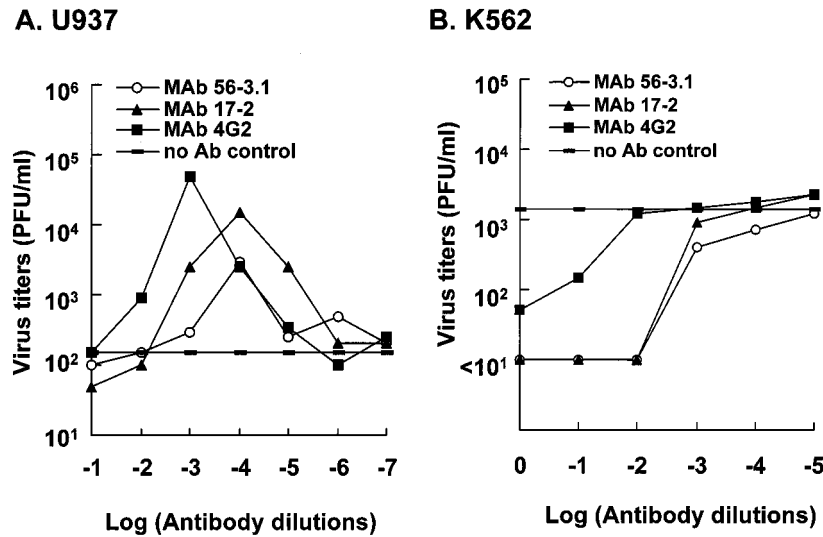 A. U937
10⁶
10⁵
10⁴
10³
10²
10¹
Virus titers (PFU/ml)
MAb 56-3.1
MAb 17-2
MAb 4G2
no Ab control
-1 -2 -3 -4 -5 -6 -7
Log (Antibody dilutions)
B. K562
10⁵
10⁴
10³
10²
<10¹
Virus titers (PFU/ml)
MAb 56-3.1
MAb 17-2
MAb 4G2
no Ab control
0 -1 -2 -3 -4 -5
Log (Antibody dilutions)